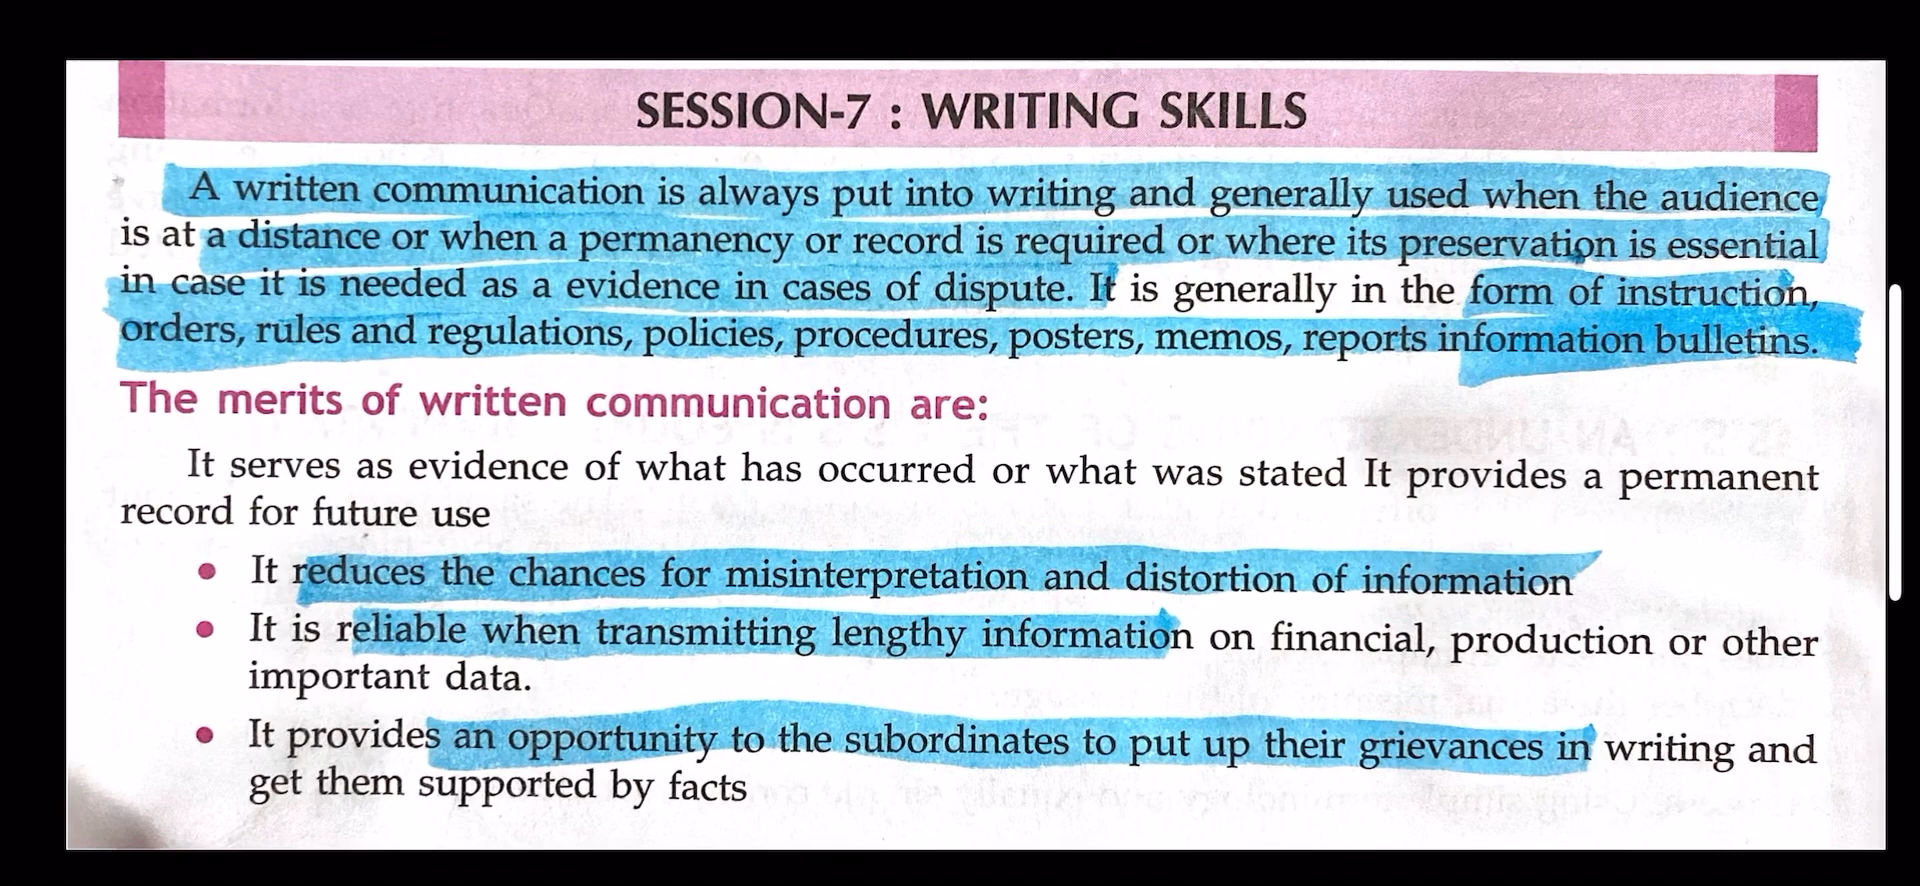 SESSION-7 : WRITING SKILLS
A written communication is always put into writing and generally used when the audience
is at a distance or when a permanency or record is required or where its preservation is essential
in case it is needed as a evidence in cases of dispute. It is generally in the form of instruction,
orders, rules and regulations, policies, procedures, posters, memos, reports information bulletins.
The merits of written communication are:
It serves as evidence of what has occurred or what was stated It provides a permanent
record for future use
• It reduces the chances for misinterpretation and distortion of information
• It is reliable when transmitting lengthy information on financial, production or other
important data.
• It provides an opportunity to the subordinates to put up their grievances in writing and
get them supported by facts